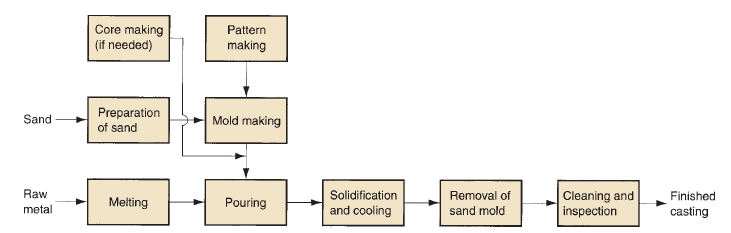 Core making
(if needed)
Pattern
making
Sand
Preparation
of sand
Mold making
Raw
metal
Melting
Pouring
Solidification
and cooling
Removal of
sand mold
Cleaning and
inspection
Finished
casting